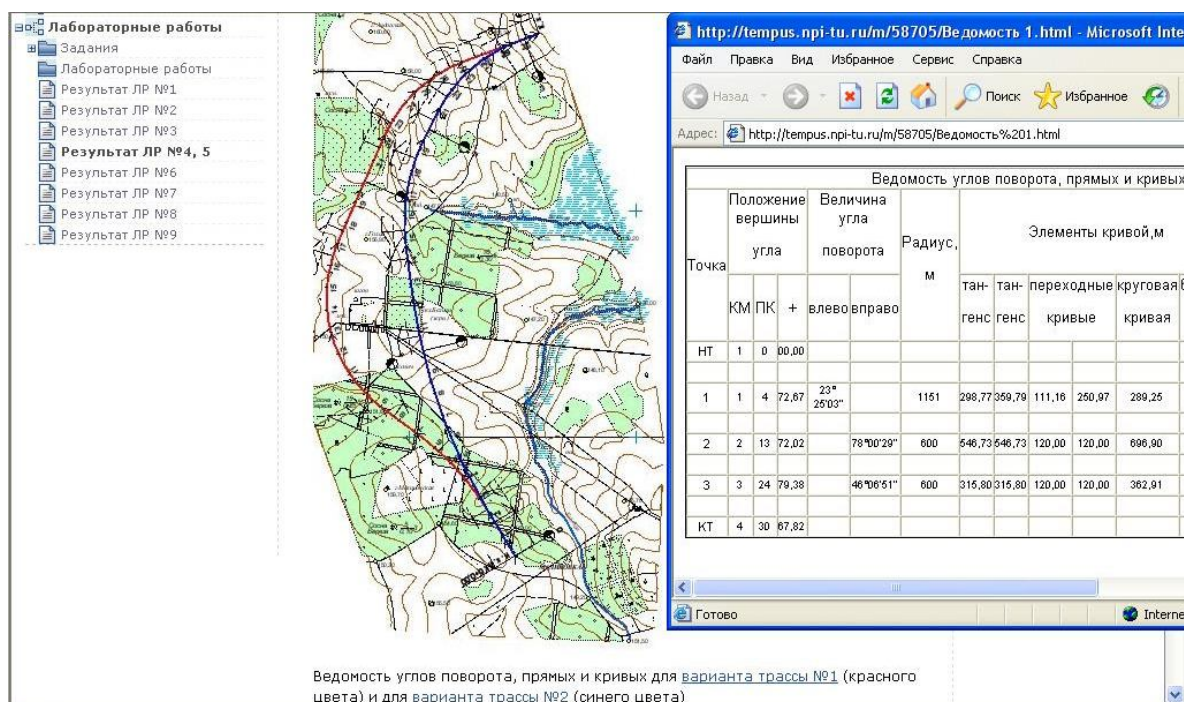 Лабораторные работы
Задания
Лабораторные работы
Результат ЛР №1
Результат ЛР №2
Результат ЛР №3
Результат ЛР №4, 5
Результат ЛР №6
Результат ЛР №7
Результат ЛР №8
Результат ЛР №9
http://tempus.npi-tu.ru/m/58705/Ведомость 1.html - Microsoft Inte
Файл Правка Вид Избранное Сервис Справка
Назад Поиск Избранное
Адрес: http://tempus.npi-tu.ru/m/58705/Ведомость%201.html
Ведомость углов поворота, прямых и кривых
Точка Положение вершины угла Величина угла поворота Радиус, м Элементы кривой,м
КМ ПК + влево вправо тан-генс тан-генс переходные кривые круговая кривая
НТ 1 0 00,00
1 1 4 72,67 23° 25'03" 1151 298,77 359,79 111,16 250,97 289,25
2 2 13 72,02 78°00'29" 600 546,73 546,73 120,00 120,00 696,90
3 3 24 79,38 46°06'51" 600 315,80 315,80 120,00 120,00 362,91
КТ 4 30 67,82
Готово
Interne
Ведомость углов поворота, прямых и кривых для варианта трассы №1 (красного
цвета) и для варианта трассы №2 (синего цвета)